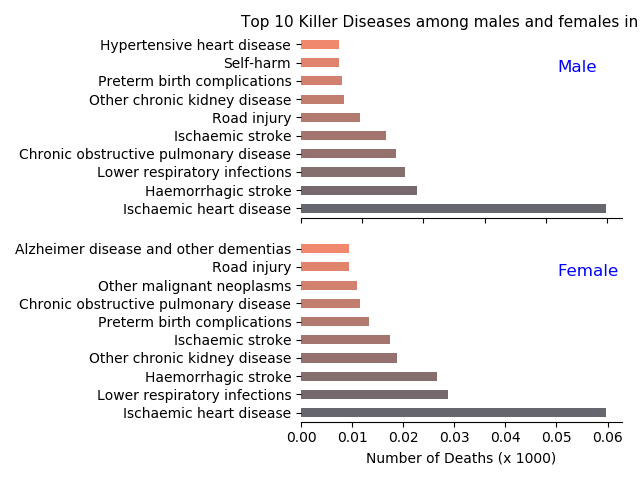 Top 10 Killer Diseases among males and females in
Hypertensive heart disease
Self-harm
Preterm birth complications
Other chronic kidney disease
Road injury
Ischaemic stroke
Chronic obstructive pulmonary disease
Lower respiratory infections
Haemorrhagic stroke
Ischaemic heart disease
Male
Alzheimer disease and other dementias
Road injury
Other malignant neoplasms
Chronic obstructive pulmonary disease
Preterm birth complications
Ischaemic stroke
Other chronic kidney disease
Haemorrhagic stroke
Lower respiratory infections
Ischaemic heart disease
Female
0.00 0.01 0.02 0.03 0.04 0.05 0.06
Number of Deaths (x 1000)